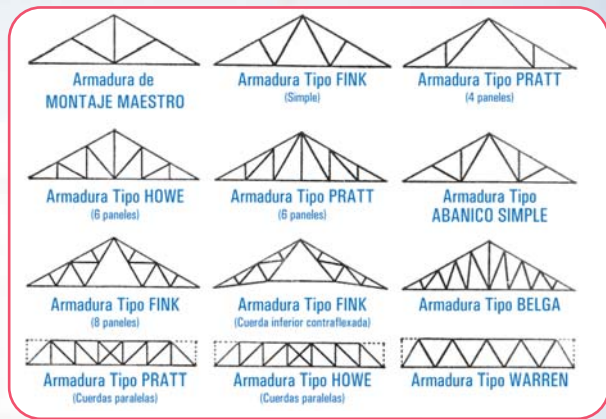 Armadura de
MONTAJE MAESTRO
Armadura Tipo FINK
(Simple)
Armadura Tipo PRATT
(4 paneles)
Armadura Tipo HOWE
(6 paneles)
Armadura Tipo PRATT
(6 paneles)
Armadura Tipo
ABANICO SIMPLE
Armadura Tipo FINK
(8 paneles)
Armadura Tipo FINK
(Cuerda inferior contraflexada)
Armadura Tipo BELGA
Armadura Tipo PRATT
(Cuerdas paralelas)
Armadura Tipo HOWE
(Cuerdas paralelas)
Armadura Tipo WARREN